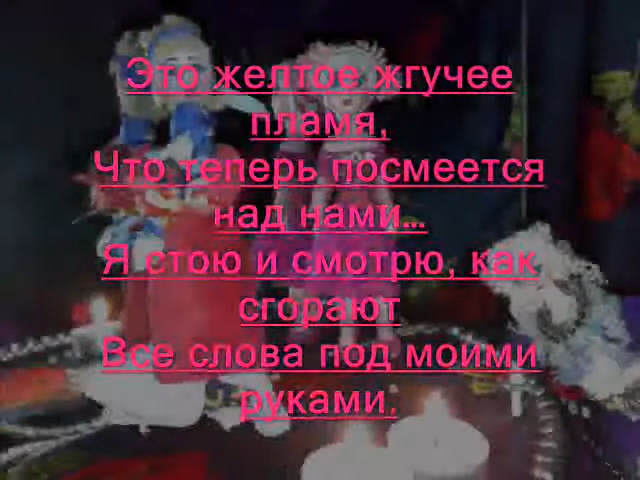 Это желтое жгучее
пламя,
Что теперь посмеется
над нами...
Я стою и смотрю, как
сгорают
Все слова под моими
руками.